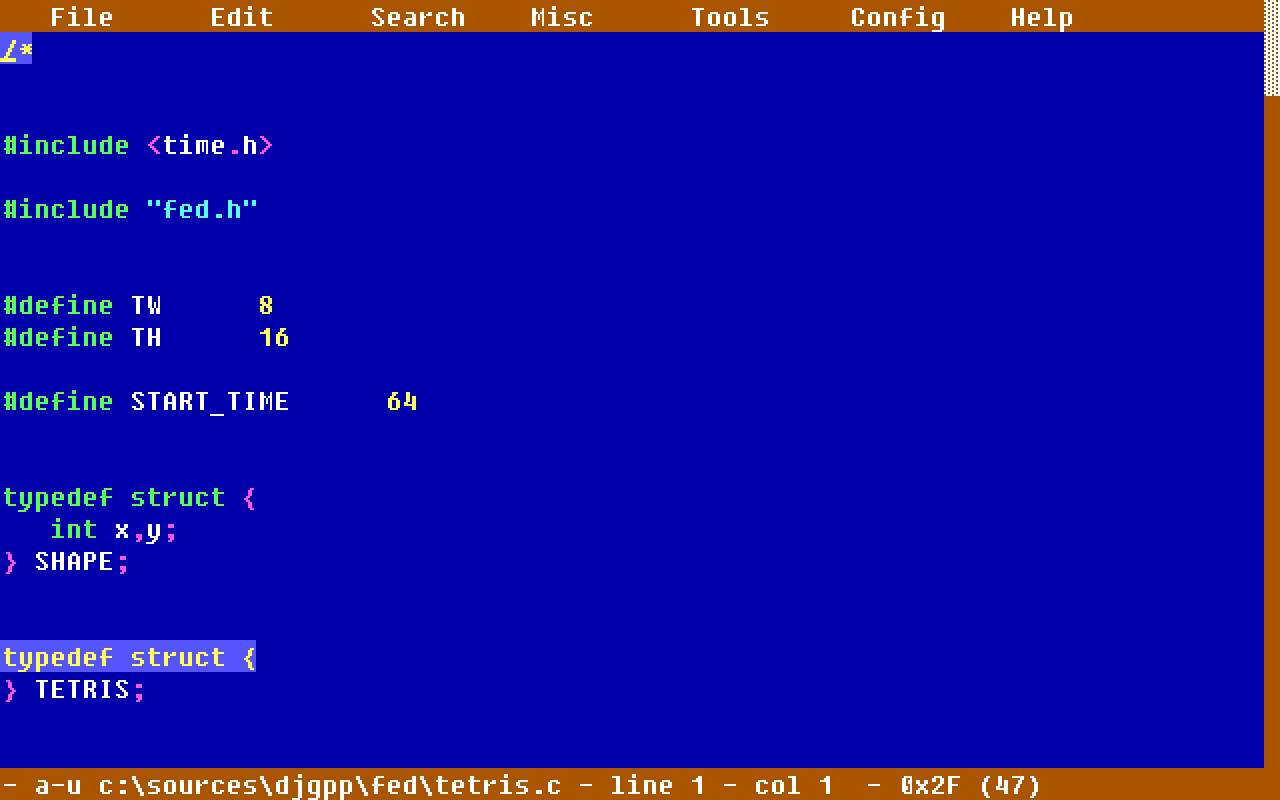 File Edit Search Misc Tools Config Help
/*
#include <time.h>
#include "fed.h"
#define TW 8
#define TH 16
#define START_TIME 64
typedef struct {
int x,y;
} SHAPE;
typedef struct {
} TETRIS;
- a-u c:\sources\djgpp\fed\tetris.c - line 1 - col 1 - 0x2F (47)